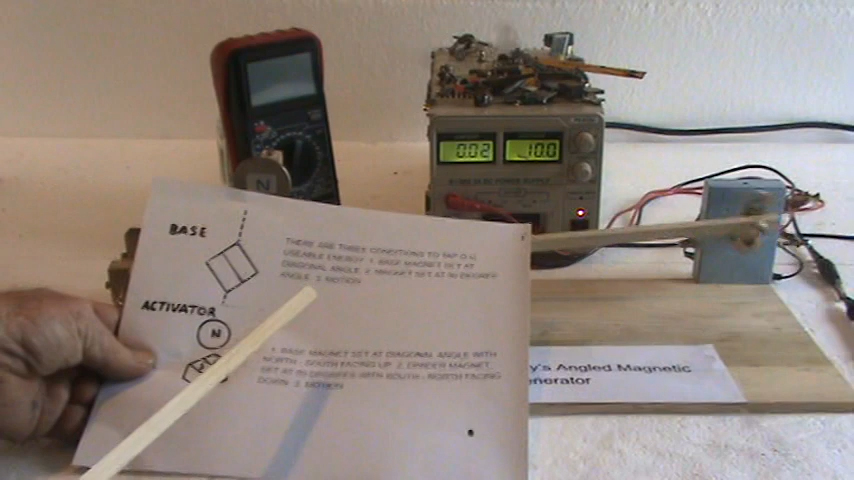 0.02
10.0
DC POWER SUPPLY
N
BASE
THERE ARE THREE CONDITIONS TO TAP O.U.
USEABLE ENERGY 1. BASE MAGNET SET AT
DIAGONAL ANGLE. 2. MAGNET SET AT 90 DEGREE
ANGLE. 3. MOTION
ACTIVATOR
N
1. BASE MAGNET SET AT DIAGONAL ANGLE WITH
NORTH - SOUTH FACING UP. 2. MAGNET
SET AT 90 DEGREES WITH SOUTH - NORTH FACING
DOWN. 3. MOTION
y's Angled Magnetic
enerator